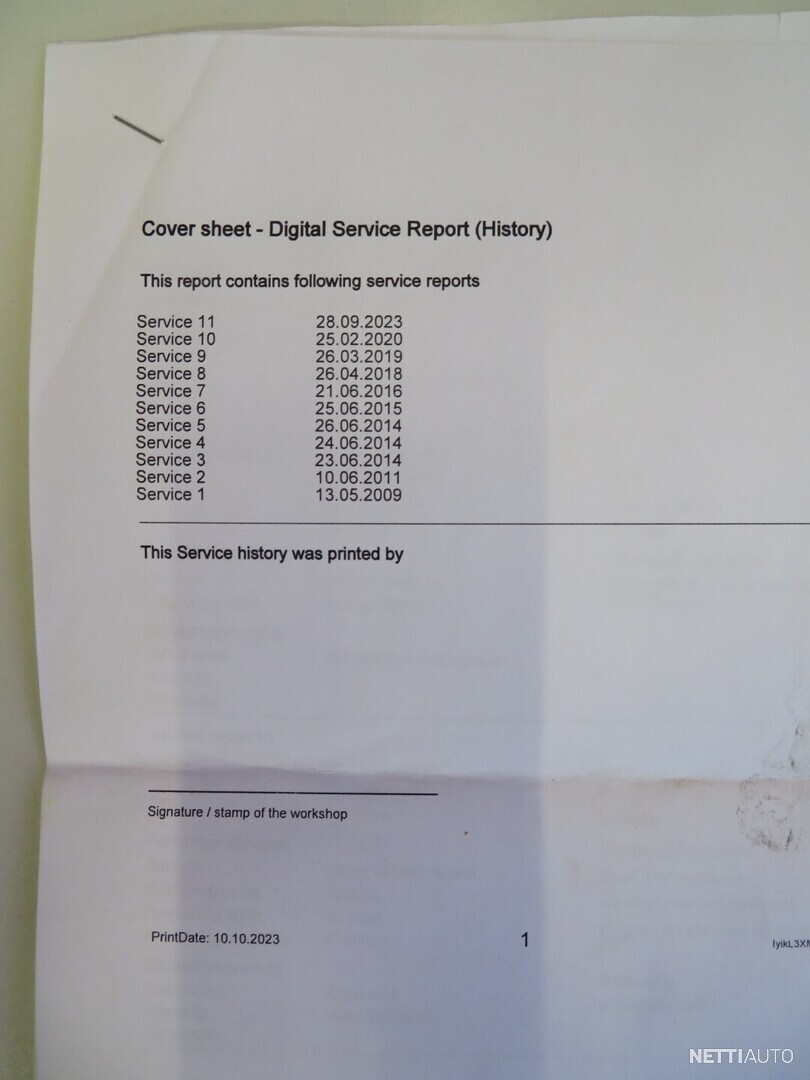 Cover sheet - Digital Service Report (History)
This report contains following service reports
Service 11 28.09.2023
Service 10 25.02.2020
Service 9 26.03.2019
Service 8 26.04.2018
Service 7 21.06.2016
Service 6 25.06.2015
Service 5 26.06.2014
Service 4 24.06.2014
Service 3 23.06.2014
Service 2 10.06.2011
Service 1 13.05.2009
This Service history was printed by
Signature / stamp of the workshop
PrintDate: 10.10.2023 1
NETTIAUTO